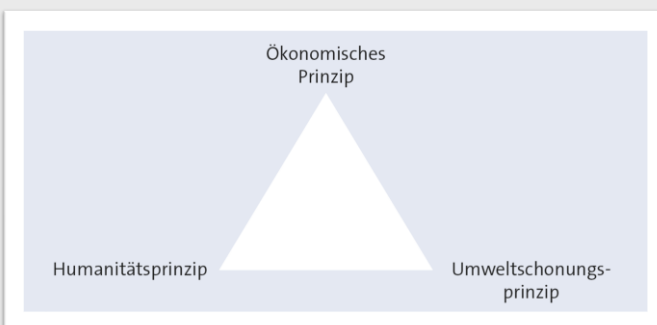 Ökonomisches
Prinzip
Humanitätsprinzip
Umweltschonungs-
prinzip